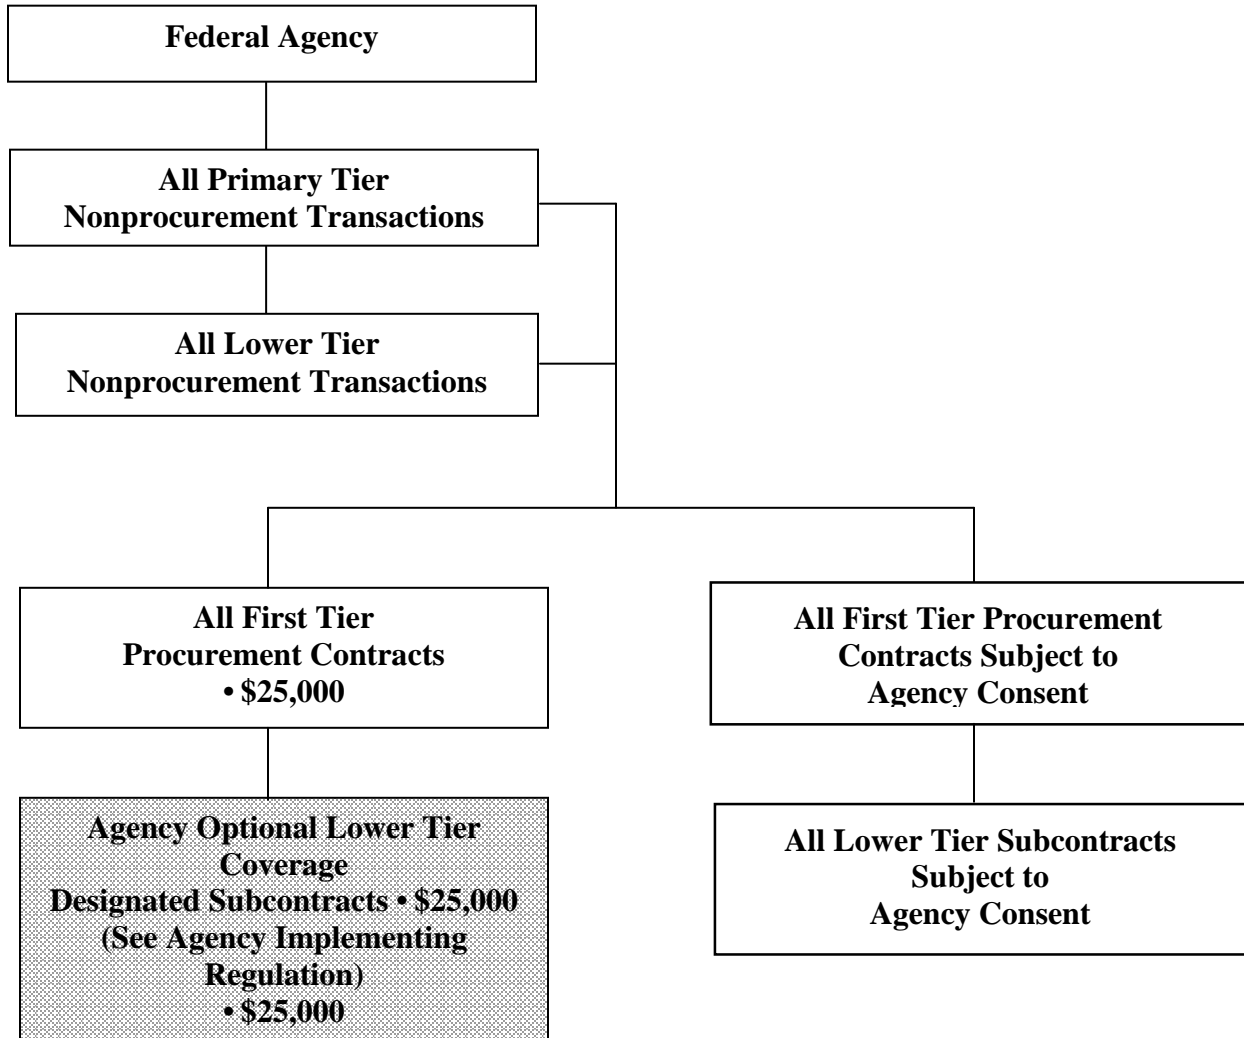 Federal Agency
All Primary Tier
Nonprocurement Transactions
All Lower Tier
Nonprocurement Transactions
All First Tier
Procurement Contracts
• $25,000
All First Tier Procurement
Contracts Subject to
Agency Consent
Agency Optional Lower Tier
Coverage
Designated Subcontracts • $25,000
(See Agency Implementing
Regulation)
• $25,000
All Lower Tier Subcontracts
Subject to
Agency Consent